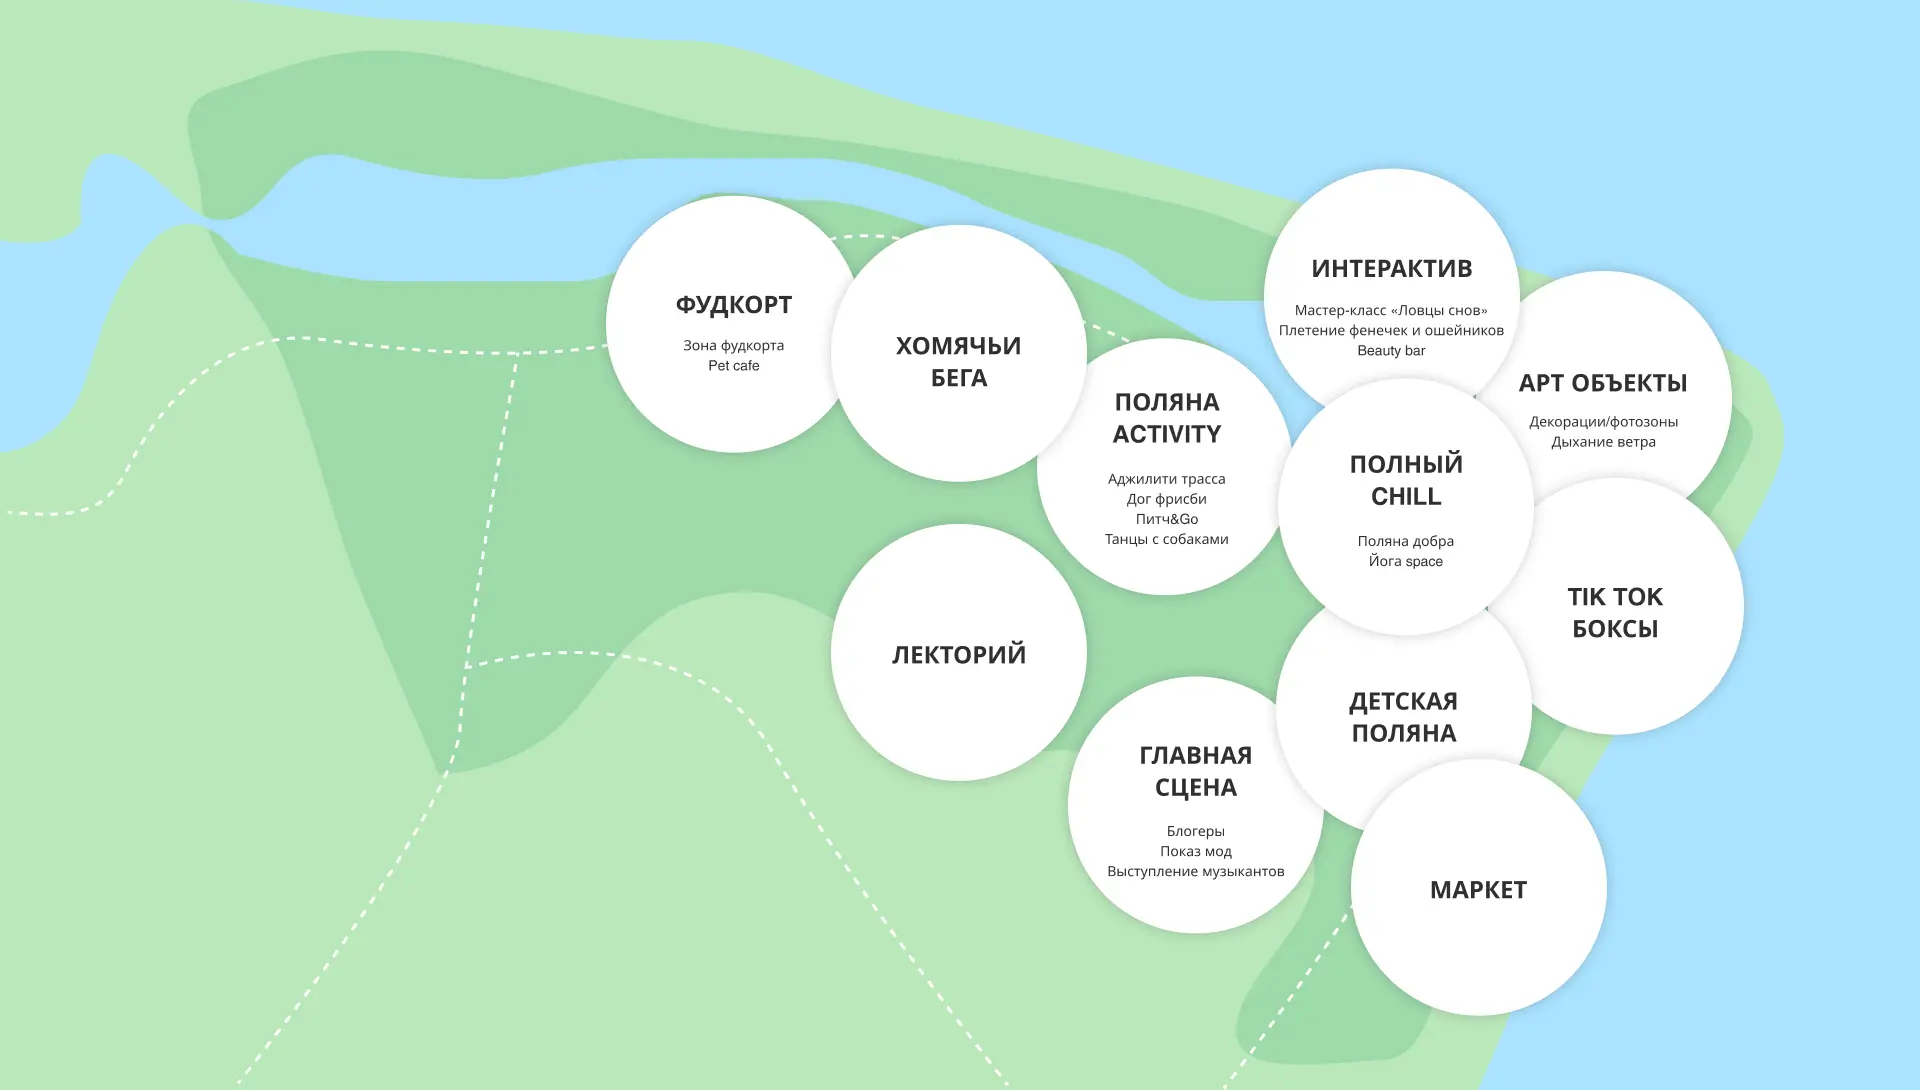 ФУДКОРТ
Зона фудкорта
Pet cafe
ХОМЯЧЬИ
БЕГА
ПОЛЯНА
ACTIVITY
Аджилити трасса
Дог фрисби
Питч&Go
Танцы с собаками
ИНТЕРАКТИВ
Мастер-класс «Ловцы снов»
Плетение фенечек и ошейников
Beauty bar
АРТ ОБЪЕКТЫ
Декорации/фотозоны
Дыхание ветра
ПОЛНЫЙ
CHILL
Поляна добра
Йога space
TIK TOK
БОКСЫ
ЛЕКТОРИЙ
ДЕТСКАЯ
ПОЛЯНА
ГЛАВНАЯ
СЦЕНА
Блогеры
Показ мод
Выступление музыкантов
МАРКЕТ